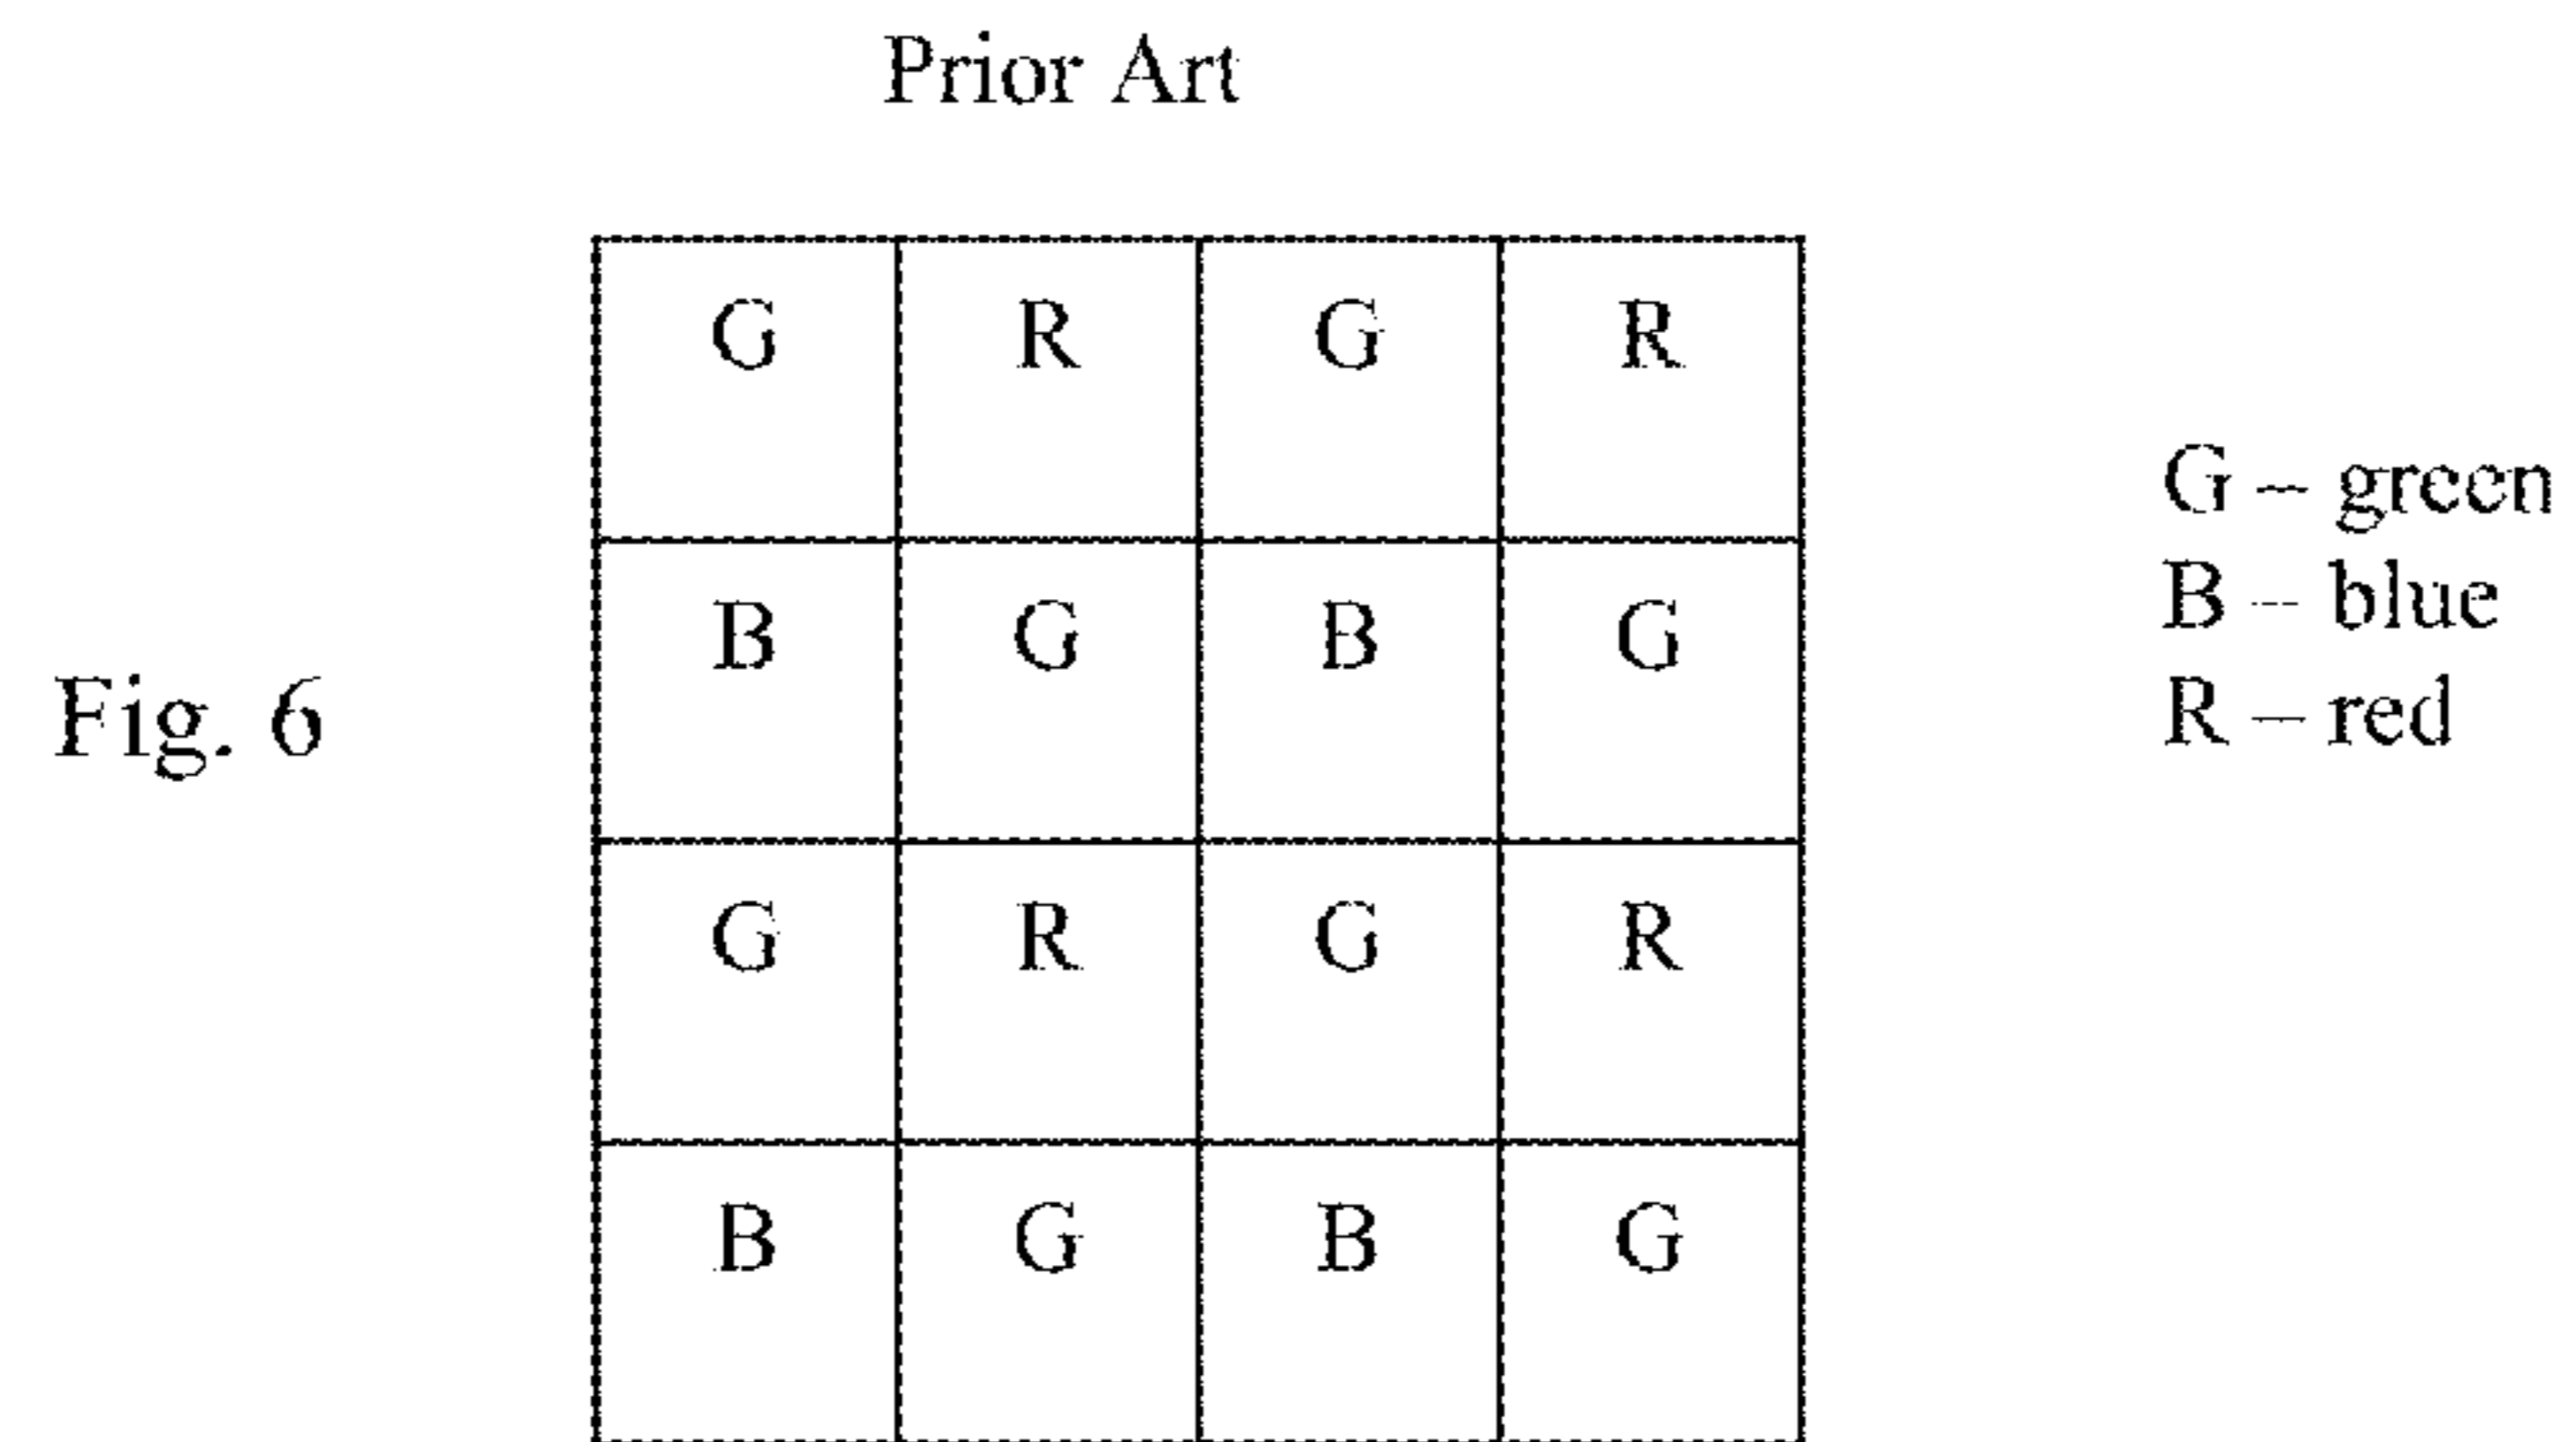 Prior Art
G R G R
B G B G
G R G R
B G B G
Fig. 6
G – green
B – blue
R – red